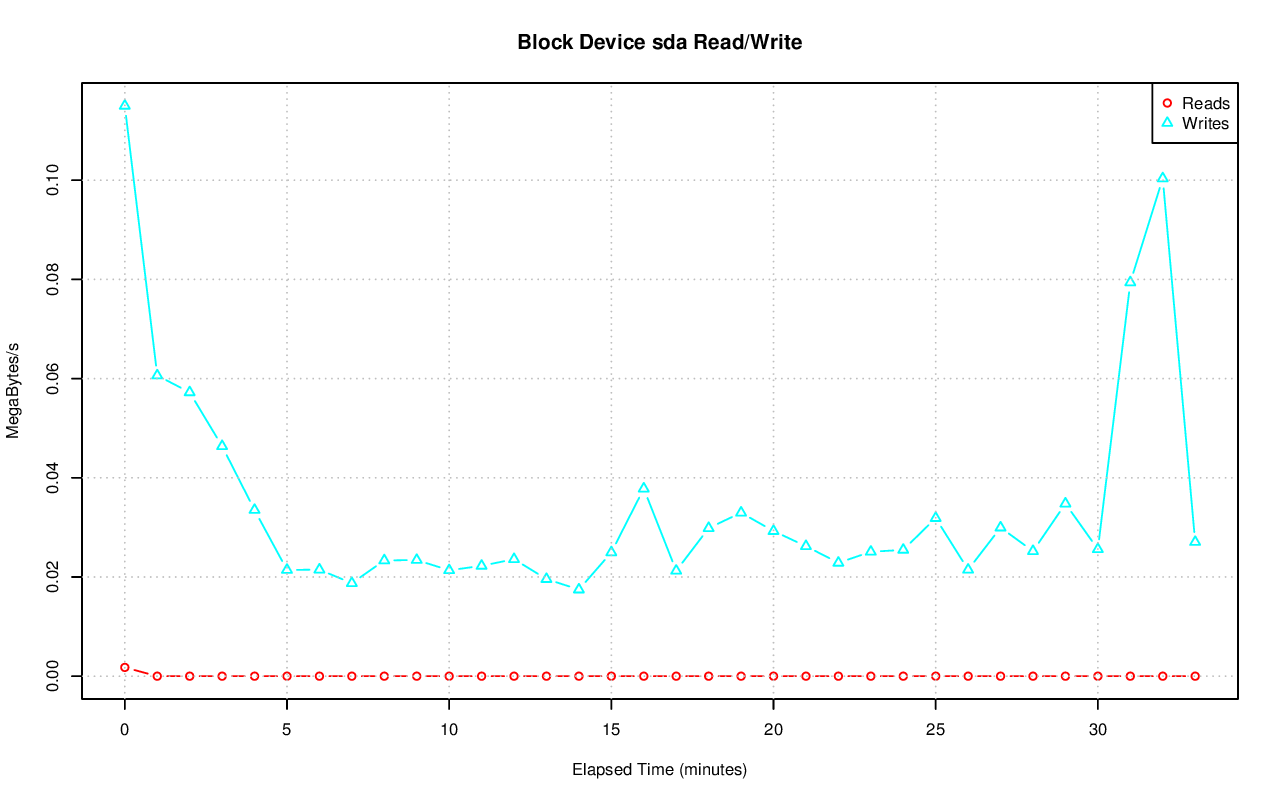 Block Device sda Read/Write
Reads
Writes
MegaBytes/s
0.10
0.08
0.06
0.04
0.02
0.00
0 5 10 15 20 25 30
Elapsed Time (minutes)